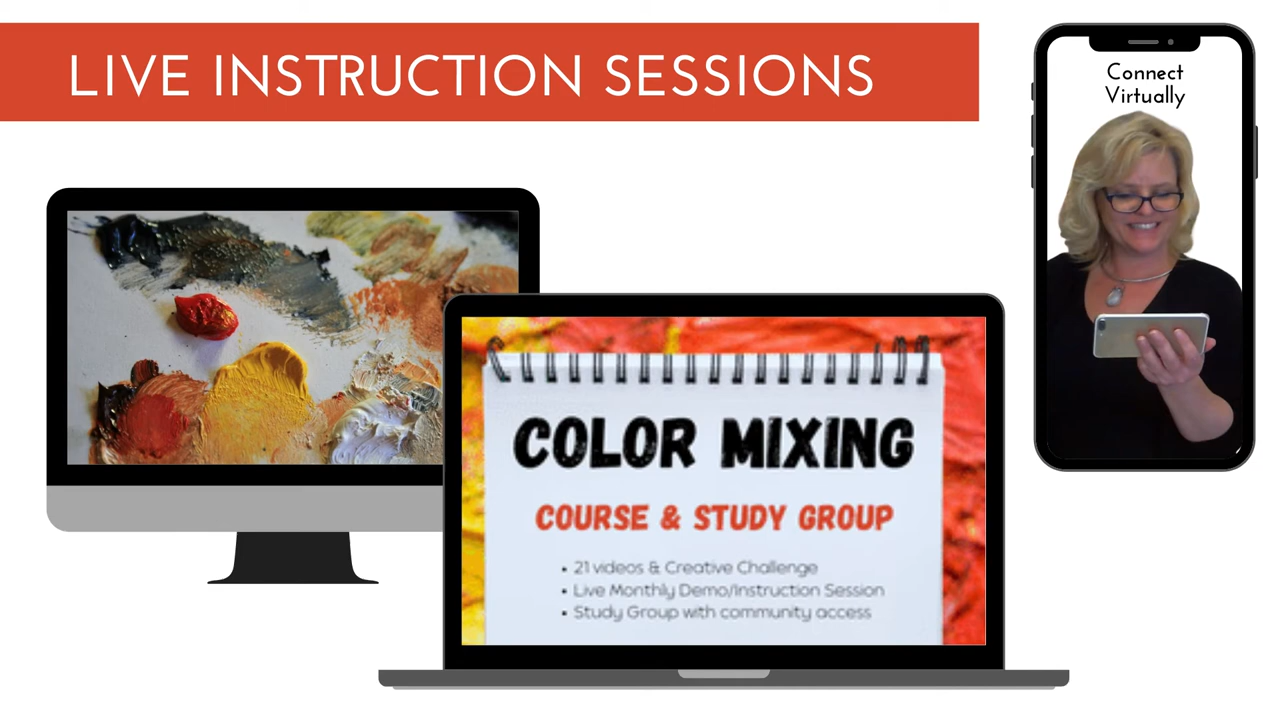 LIVE INSTRUCTION SESSIONS
Connect
Virtually
COLOR MIXING
COURSE & STUDY GROUP
• 21 videos & Creative Challenge
• Live Monthly Demo/Instruction Session
• Study Group with community access